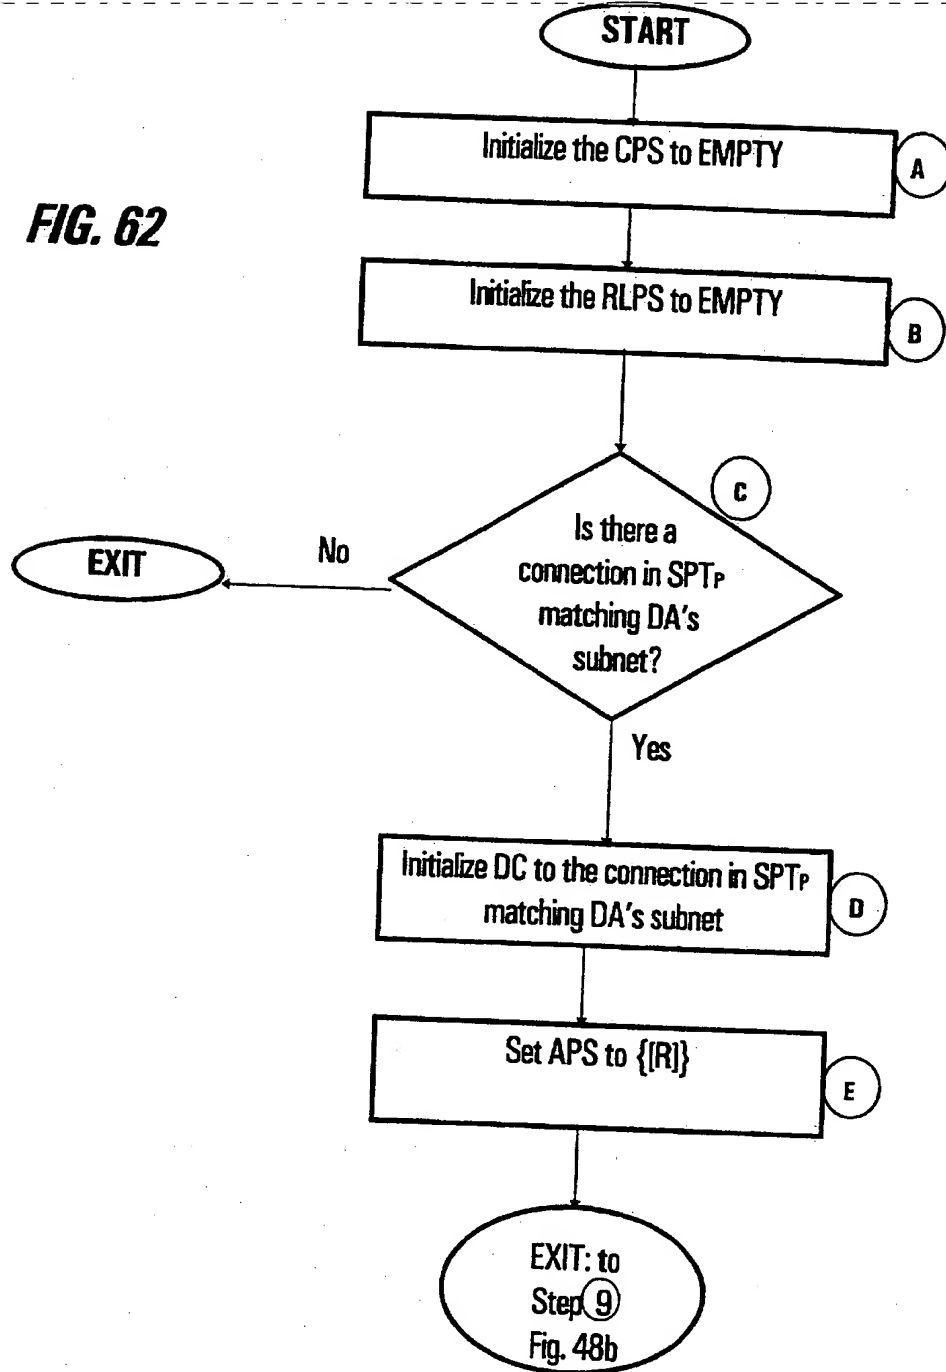 START
Initialize the CPS to EMPTY
A
FIG. 62
Initialize the RLPS to EMPTY
B
C
Is there a
connection in SPTP
matching DA's
subnet?
No
EXIT
Yes
Initialize DC to the connection in SPTP
matching DA's subnet
D
Set APS to {[R]}
E
EXIT: to
Step 9
Fig. 48b